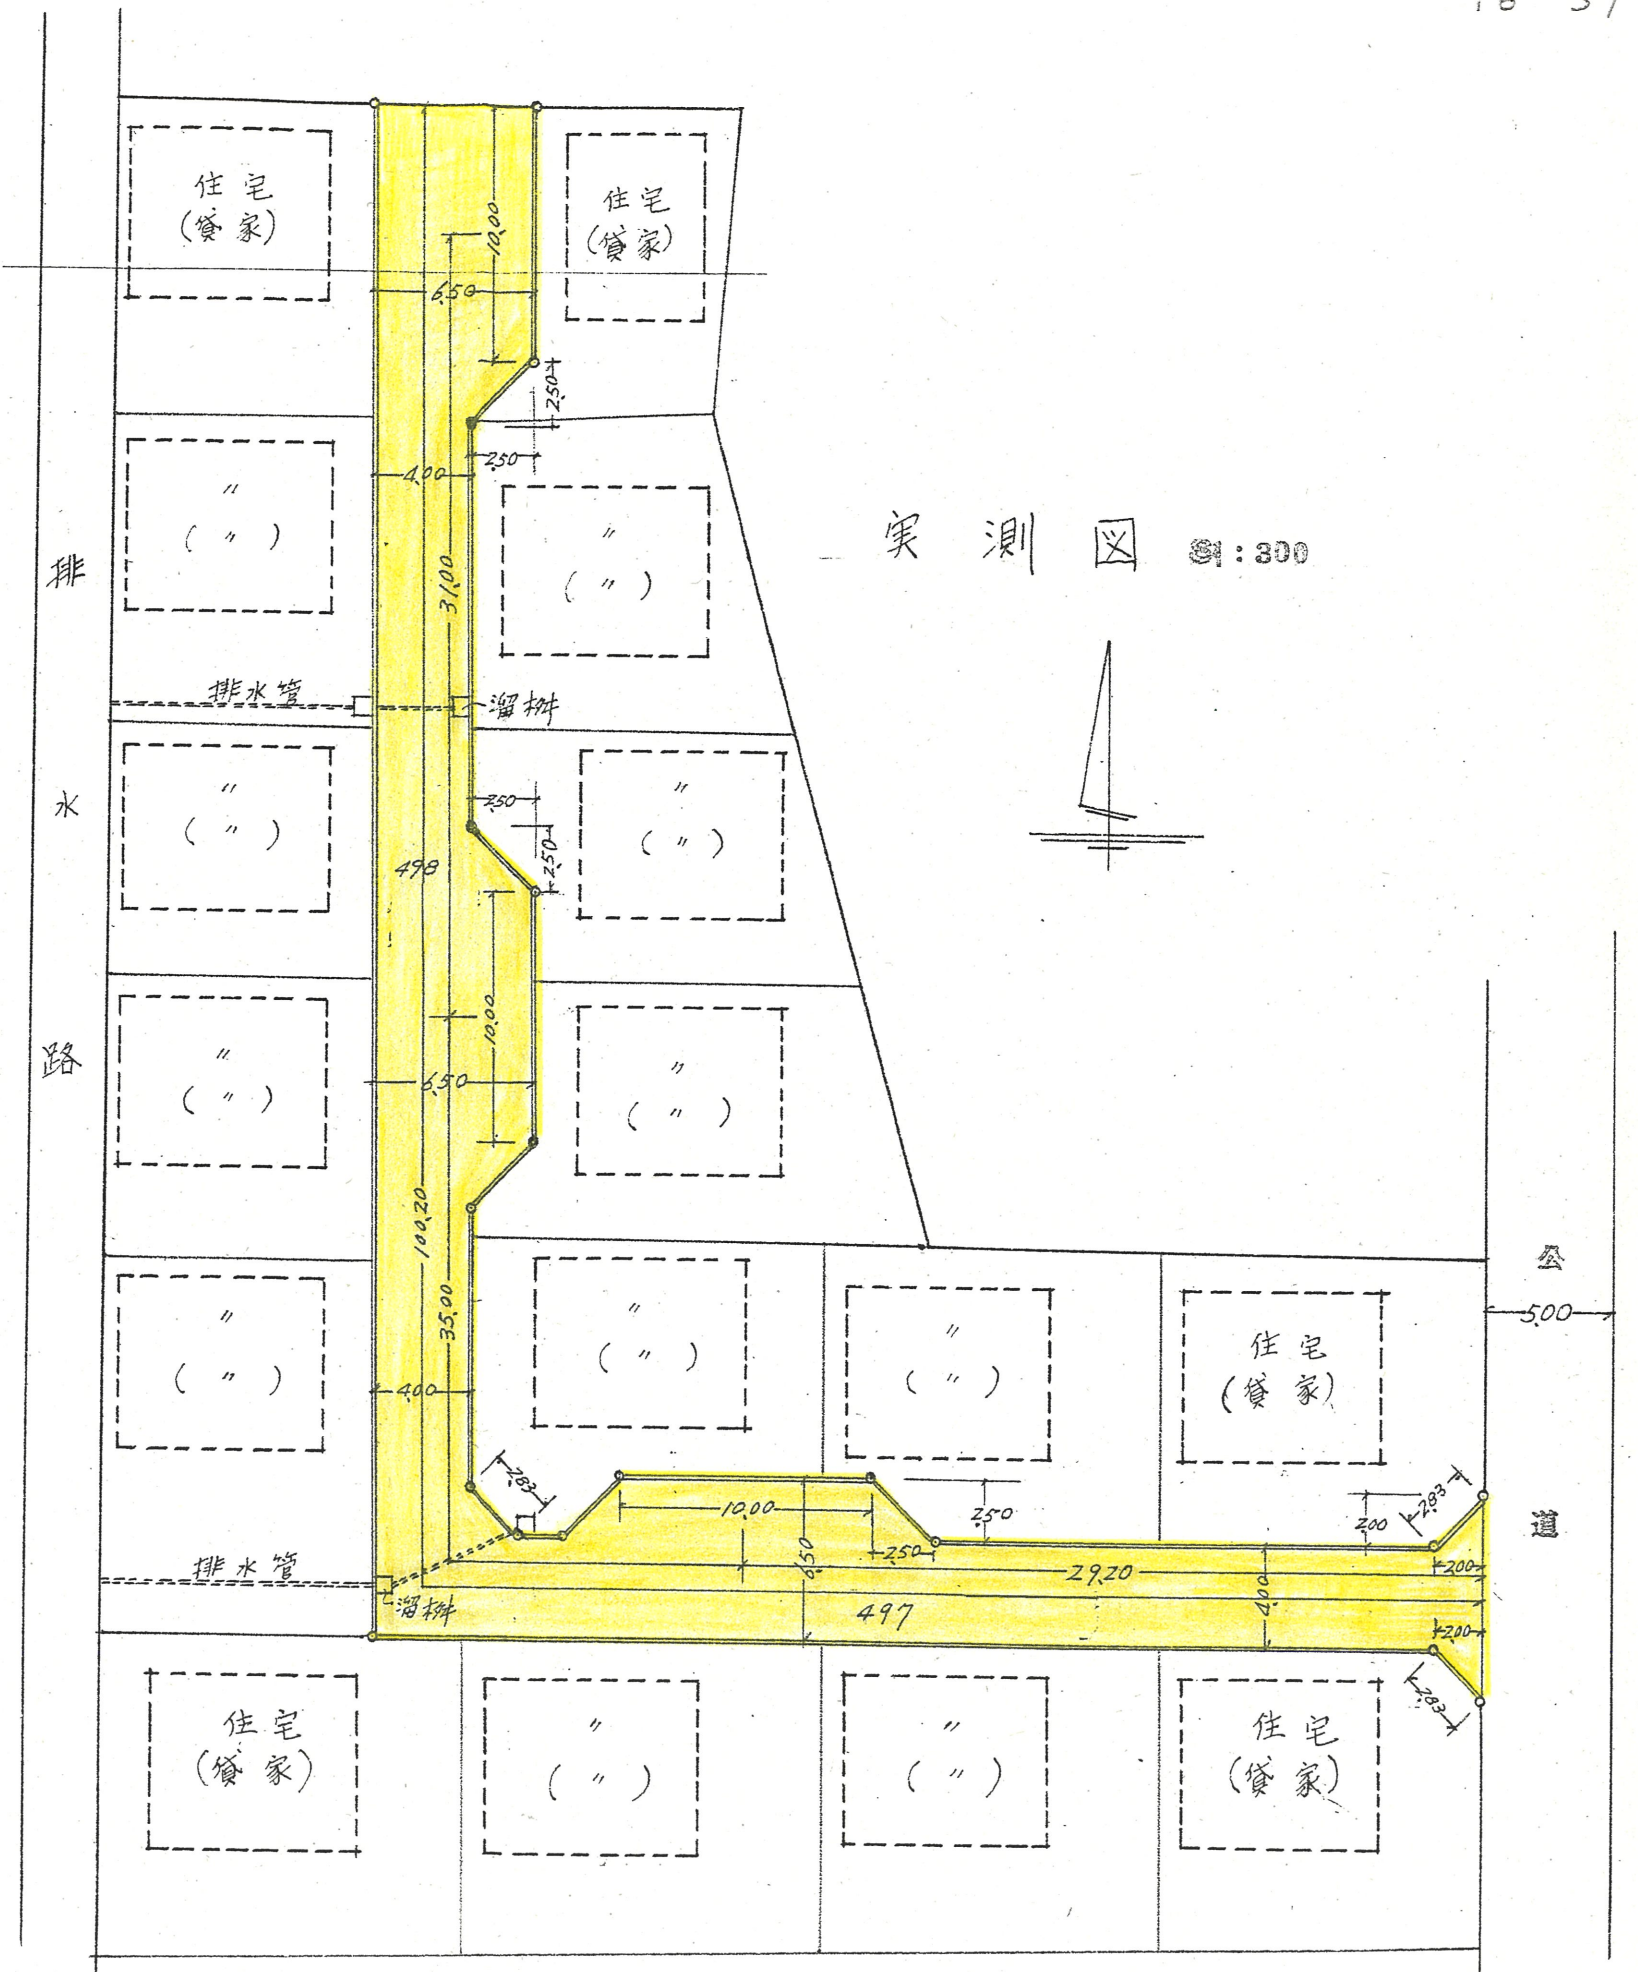 住宅
(貸家)
10.00
住宅
(貸家)
6.50
2.50
2.50
4.00
〃
( 〃 )
〃
( 〃 )
実測図 S1:300
排水路
31.00
排水管
溜桝
2.50
2.50
〃
( 〃 )
〃
( 〃 )
498
10.00
6.50
〃
( 〃 )
〃
( 〃 )
100.20
35.00
公道
5.00
〃
( 〃 )
〃
( 〃 )
〃
( 〃 )
住宅
(貸家)
4.00
2.83
10.00
2.50
2.50
6.50
2.00
2.83
2.00
29.20
4.00
排水管
溜桝
497
2.00
2.83
住宅
(貸家)
〃
( 〃 )
〃
( 〃 )
住宅
(貸家)